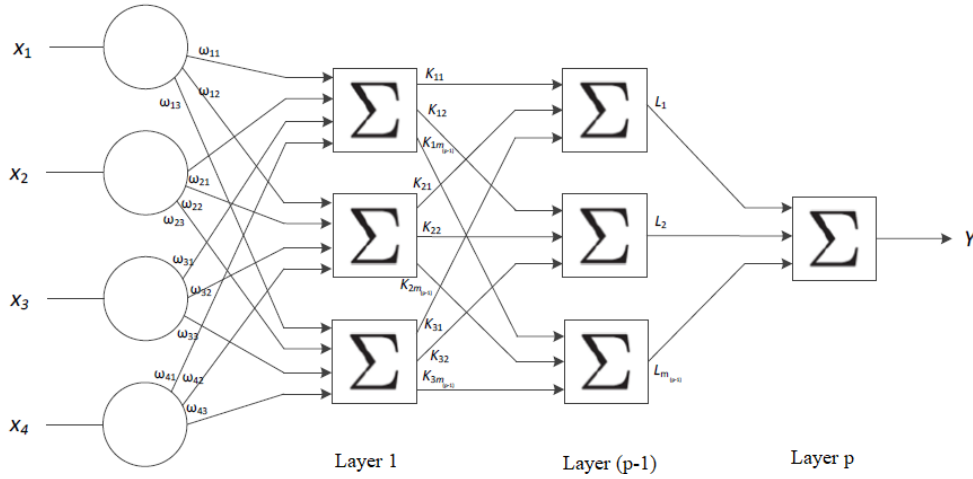 x1
x2
x3
x4
ω11
ω12
ω13
ω21
ω22
ω23
ω31
ω32
ω33
ω41
ω42
ω43
Σ
Σ
Σ
K11
K12
K1m(p-1)
K21
K22
K2m(p-1)
K31
K32
K3m(p-1)
Σ
Σ
Σ
L1
L2
Lm(p-1)
Σ
Y
Layer 1
Layer (p-1)
Layer p